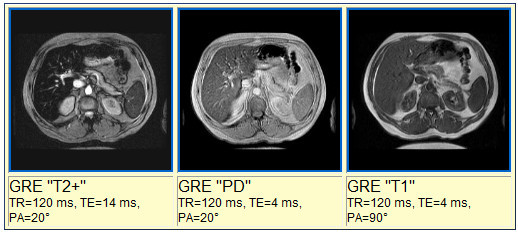 GRE "T2+"
TR=120 ms, TE=14 ms,
PA=20°
GRE "PD"
TR=120 ms, TE=4 ms,
PA=20°
GRE "T1"
TR=120 ms, TE=4 ms,
PA=90°